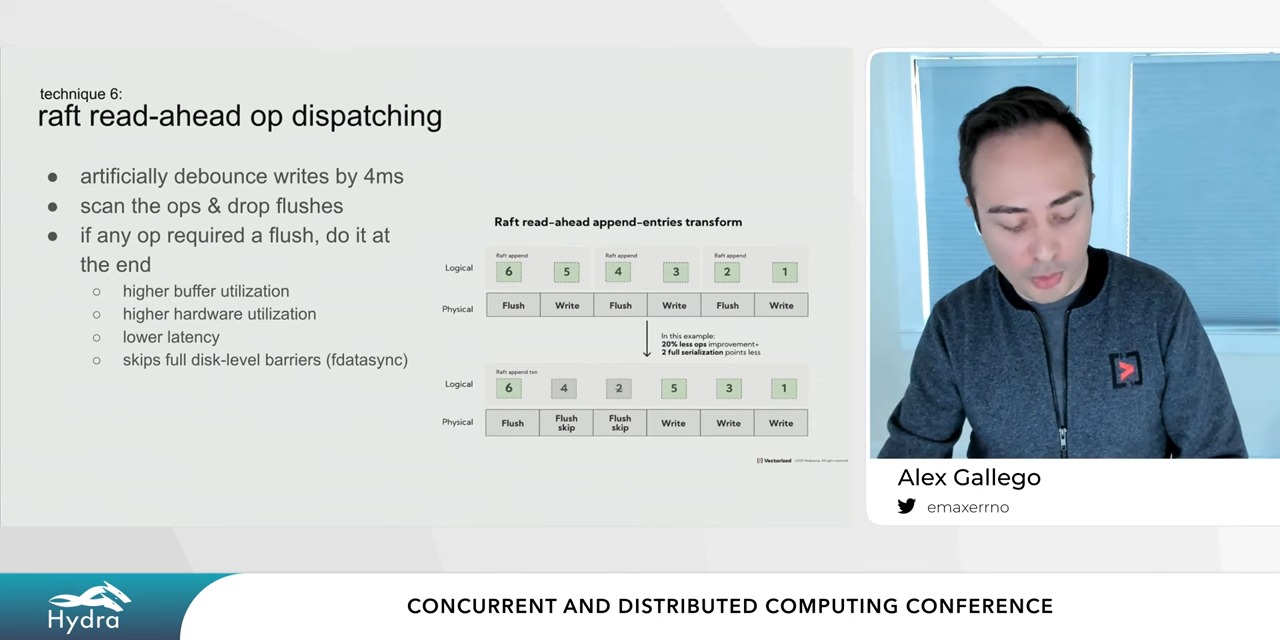 technique 6:
raft read-ahead op dispatching
● artificially debounce writes by 4ms
● scan the ops & drop flushes
● if any op required a flush, do it at
the end
○ higher buffer utilization
○ higher hardware utilization
○ lower latency
○ skips full disk-level barriers (fdatasync)
Raft read-ahead append-entries transform
Raft append Raft append Raft append
Logical 6 5 4 3 2 1
Physical Flush Write Flush Write Flush Write
In this example:
20% less ops improvement+
2 full serialization points less
Raft append txn
Logical 6 4 2 5 3 1
Physical Flush Flush skip Flush skip Write Write Write
Vectorized
Alex Gallego
emaxerrno
Hydra
CONCURRENT AND DISTRIBUTED COMPUTING CONFERENCE